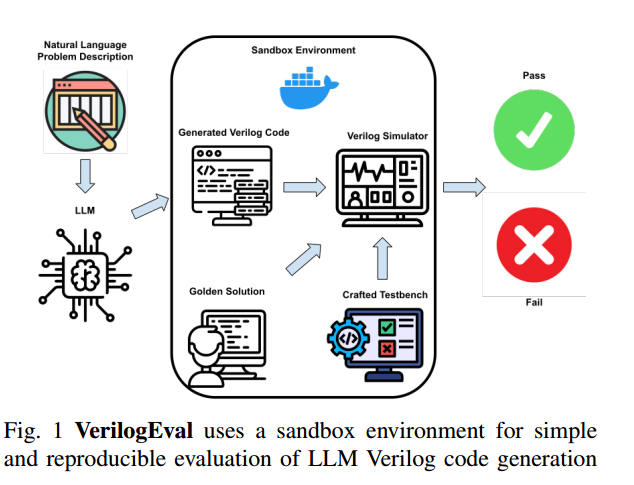 Natural Language
Problem Description
Sandbox Environment
Pass
Generated Verilog Code
Verilog Simulator
</>
LLM
Golden Solution
Crafted Testbench
</>
Fail
Fig. 1 VerilogEval uses a sandbox environment for simple
and reproducible evaluation of LLM Verilog code generation